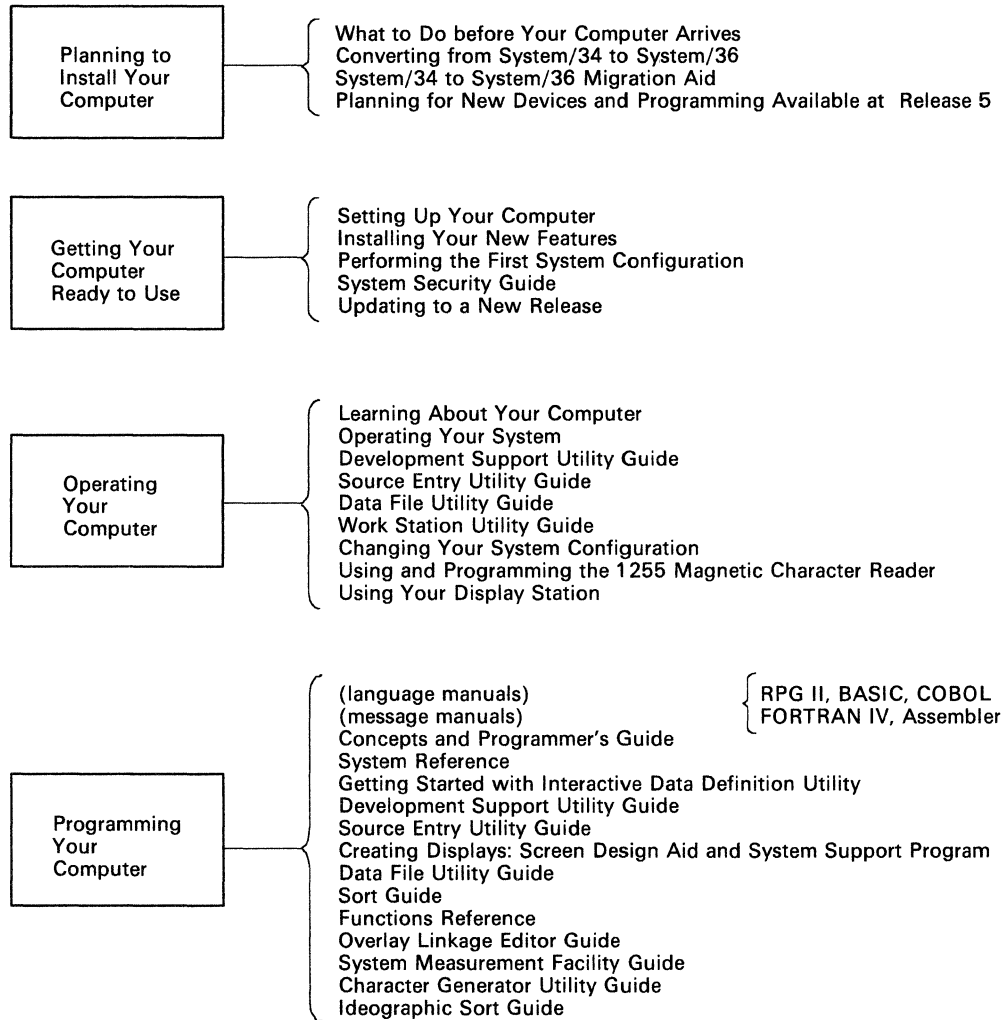 Planning to
Install Your
Computer
What to Do before Your Computer Arrives
Converting from System/34 to System/36
System/34 to System/36 Migration Aid
Planning for New Devices and Programming Available at Release 5
Getting Your
Computer
Ready to Use
Setting Up Your Computer
Installing Your New Features
Performing the First System Configuration
System Security Guide
Updating to a New Release
Operating
Your
Computer
Learning About Your Computer
Operating Your System
Development Support Utility Guide
Source Entry Utility Guide
Data File Utility Guide
Work Station Utility Guide
Changing Your System Configuration
Using and Programming the 1255 Magnetic Character Reader
Using Your Display Station
Programming
Your
Computer
(language manuals)
(message manuals)
RPG II, BASIC, COBOL
FORTRAN IV, Assembler
Concepts and Programmer's Guide
System Reference
Getting Started with Interactive Data Definition Utility
Development Support Utility Guide
Source Entry Utility Guide
Creating Displays: Screen Design Aid and System Support Program
Data File Utility Guide
Sort Guide
Functions Reference
Overlay Linkage Editor Guide
System Measurement Facility Guide
Character Generator Utility Guide
Ideographic Sort Guide